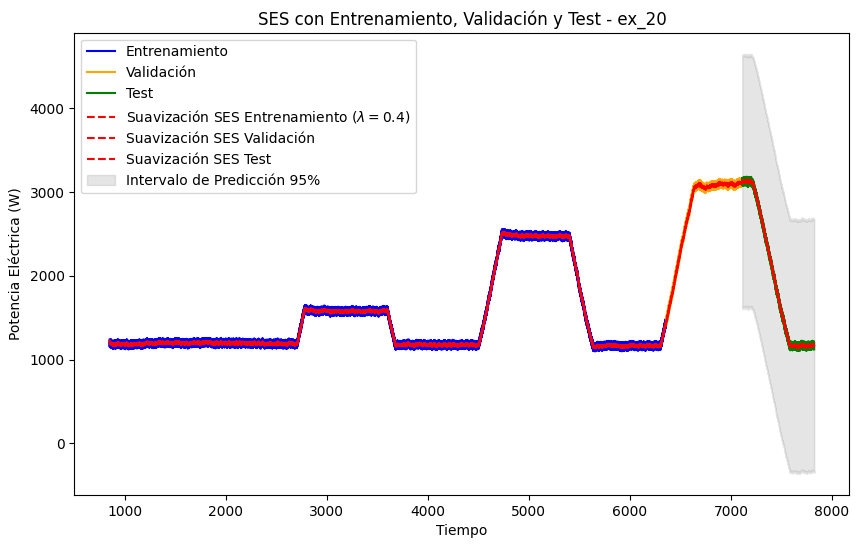 SES con Entrenamiento, Validación y Test - ex_20
Entrenamiento
Validación
Test
Suavización SES Entrenamiento (λ = 0.4)
Suavización SES Validación
Suavización SES Test
Intervalo de Predicción 95%
Potencia Eléctrica (W)
4000
3000
2000
1000
0
1000
2000
3000
4000
5000
6000
7000
8000
Tiempo